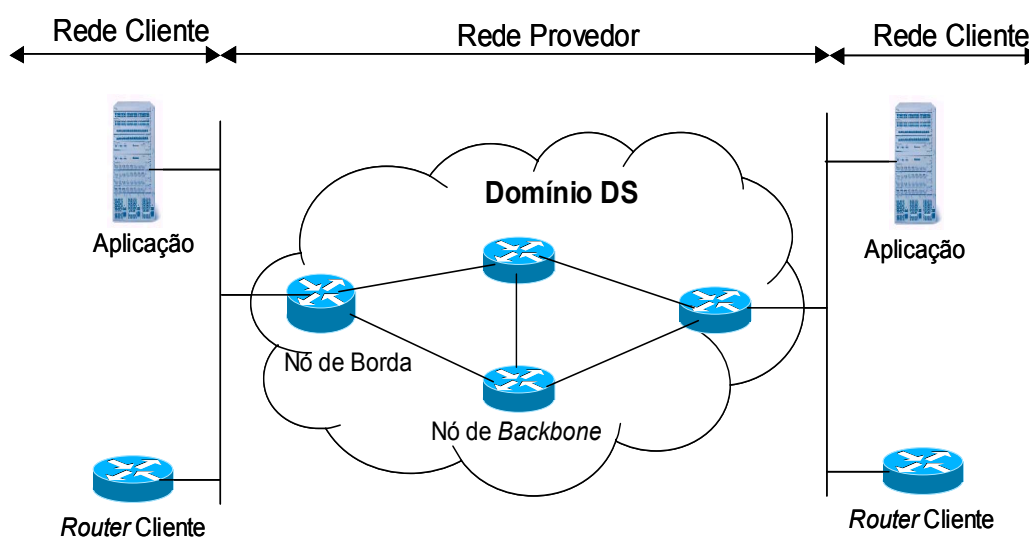 Rede Cliente
Rede Provedor
Rede Cliente
Domínio DS
Aplicação
Aplicação
Nó de Borda
Nó de Backbone
Router Cliente
Router Cliente